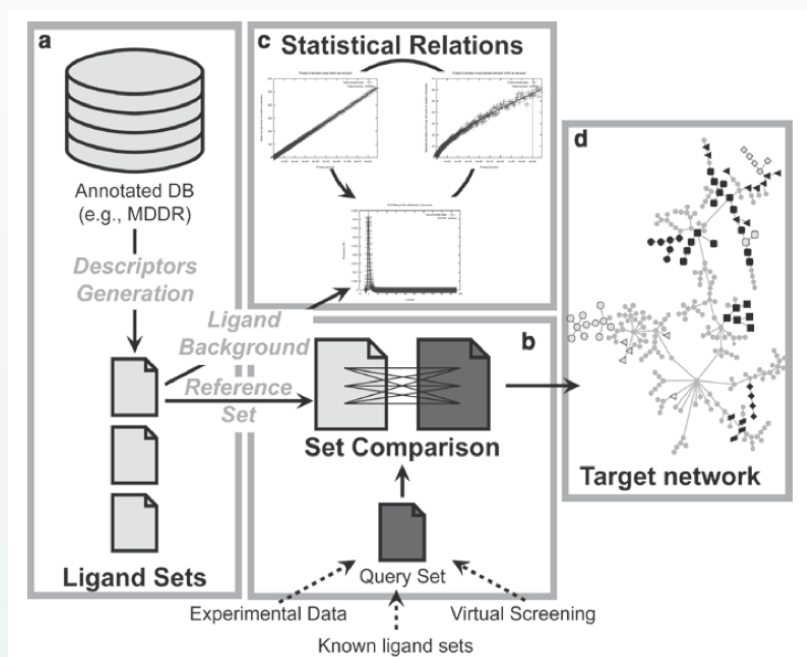 a
Annotated DB
(e.g., MDDR)
Descriptors
Generation
Ligand Sets
c
Statistical Relations
Ligand
Background
Reference
Set
b
Set Comparison
Query Set
Experimental Data
Virtual Screening
Known ligand sets
d
Target network